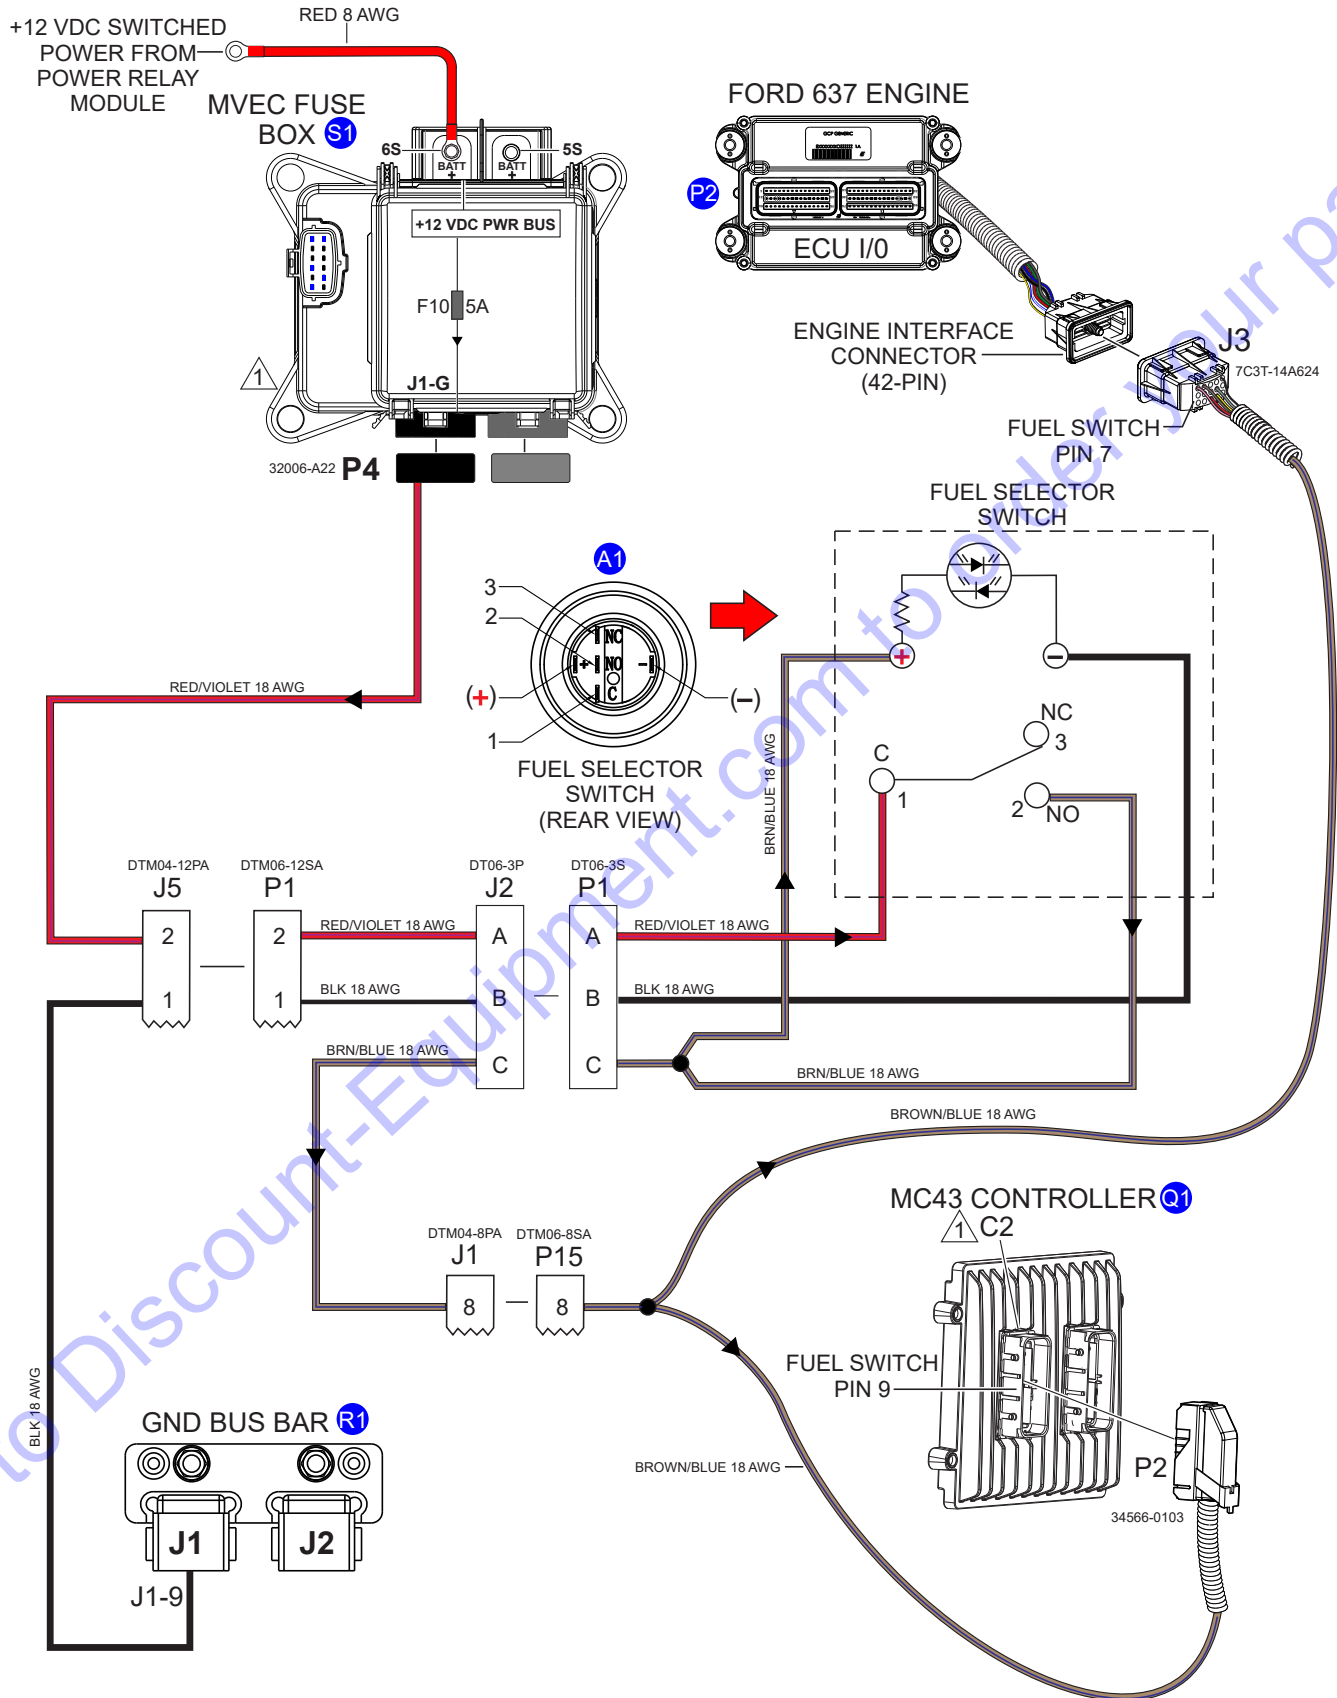 RED 8 AWG
+12 VDC SWITCHED
POWER FROM
POWER RELAY
MODULE
MVEC FUSE
BOX S1
6S
5S
BATT
+
BATT
+
+12 VDC PWR BUS
F10 5A
J1-G
1
32006-A22 P4
FORD 637 ENGINE
P2
ECU I/0
ENGINE INTERFACE
CONNECTOR
(42-PIN)
J3
7C3T-14A624
FUEL SWITCH
PIN 7
FUEL SELECTOR
SWITCH
A1
3
2
NC
+ NO −
C
(+)
(−)
1
FUEL SELECTOR
SWITCH
(REAR VIEW)
+
−
NC
3
C
1
2
NO
RED/VIOLET 18 AWG
BRN/BLUE 18 AWG
DTM04-12PA
J5
DTM06-12SA
P1
DT06-3P
J2
DT06-3S
P1
2
2
RED/VIOLET 18 AWG
A
A
RED/VIOLET 18 AWG
1
1
BLK 18 AWG
B
B
BLK 18 AWG
BRN/BLUE 18 AWG
C
C
BRN/BLUE 18 AWG
BROWN/BLUE 18 AWG
DTM04-8PA
J1
DTM06-8SA
P15
8
8
MC43 CONTROLLER Q1
1
C2
FUEL SWITCH
PIN 9
P2
34566-0103
BROWN/BLUE 18 AWG
BLK 18 AWG
GND BUS BAR R1
J1
J2
J1-9
to Discount-Equipment.com to order your pa